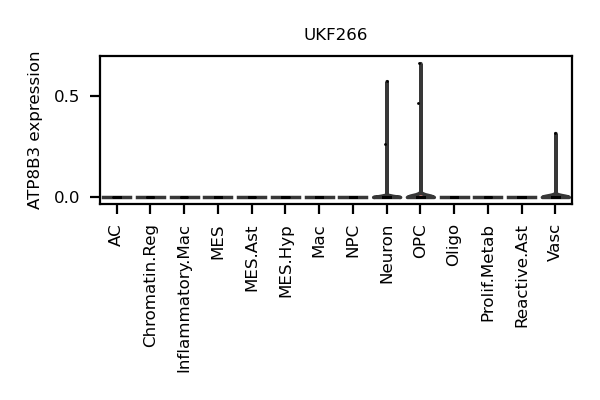 UKF266
ATP8B3 expression
0.5
0.0
AC
Chromatin.Reg
Inflammatory.Mac
MES
MES.Ast
MES.Hyp
Mac
NPC
Neuron
OPC
Oligo
Prolif.Metab
Reactive.Ast
Vasc